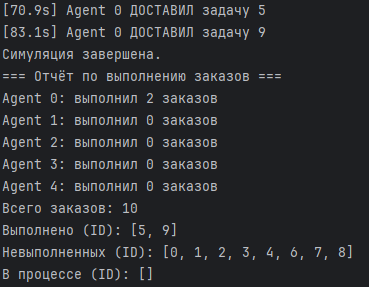 [70.9s] Agent 0 ДОСТАВИЛ задачу 5
[83.1s] Agent 0 ДОСТАВИЛ задачу 9
Симуляция завершена.
=== Отчёт по выполнению заказов ===
Agent 0: выполнил 2 заказов
Agent 1: выполнил 0 заказов
Agent 2: выполнил 0 заказов
Agent 3: выполнил 0 заказов
Agent 4: выполнил 0 заказов
Всего заказов: 10
Выполнено (ID): [5, 9]
Невыполненных (ID): [0, 1, 2, 3, 4, 6, 7, 8]
В процессе (ID): []